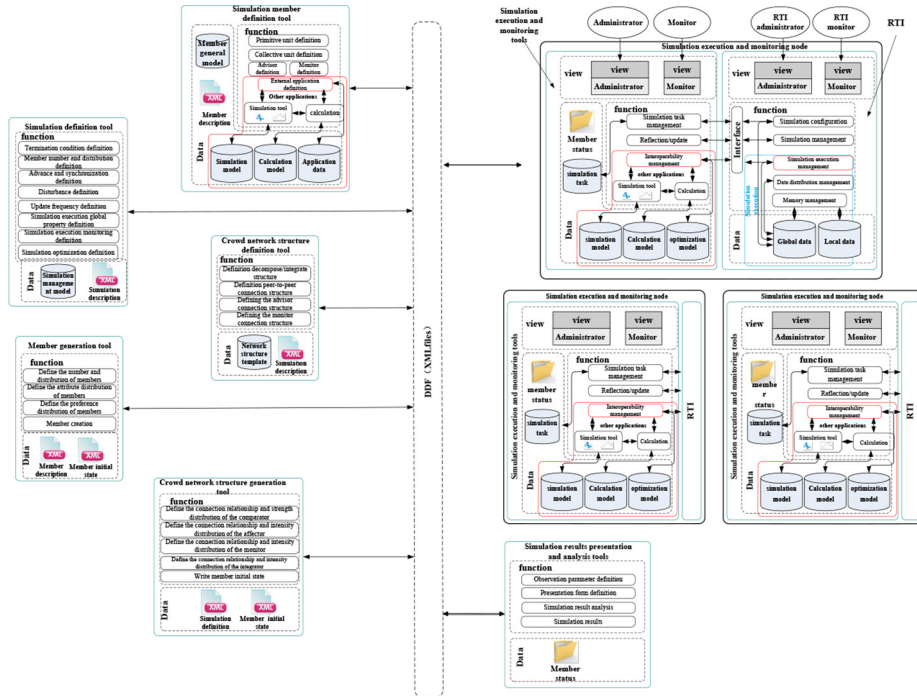 Simulation member
definition tool
function
Primitive unit definition
Collective unit definition
Advisor
definition
Monitor
definition
External application
definition
Other applications
Simulation tool
calculation
Member
general
model
XML
Member
description
Data
Simulation
model
Calculation
model
Application
data
Simulation definition tool
function
Termination condition definition
Member number and distribution
definition
Advance and synchronization
definition
Disturbance definition
Update frequency definition
Simulation execution global
property definition
Simulation execution monitoring
definition
Simulation optimization definition
Data
Simulation
manageme
nt model
XML
Simulation
description
Crowd network structure
definition tool
function
Definition decompose/integrate
structure
Definition peer-to-peer
connection structure
Defining the advisor
connection structure
Defining the monitor
connection structure
Data
Network
structure
template
XML
Simulation
description
Member generation tool
function
Define the number and
distribution of members
Define the attribute distribution of
members
Define the preference
distribution of members
Member creation
Data
XML
Member
description
XML
Member initial
state
Crowd network structure generation
tool
function
Define the connection relationship and strength
distribution of the comparator
Define the connection relationship and intensity
distribution of the affector
Define the connection relationship and intensity
distribution of the monitor
Define the connection relationship and intensity
distribution of the integrator
Write member initial state
Data
XML
Simulation
definition
XML
Member initial
state
DDF（XMLfiles）
Simulation
execution and
monitoring
tools
Administrator
Monitor
RTI
administrator
RTI
monitor
RTI
Simulation execution and monitoring node
view
view
Administrator
view
Monitor
view
view
Administrator
view
Monitor
function
Simulation task
management
Reflection/update
Interoperability
management
other applications
Simulation tool
Calculation
Member
status
simulation
task
Data
simulation
model
Calculation
model
optimization
model
Interface
function
Simulation configuration
Simulation management
Simulation execution
management
Data distribution management
Memory management
Simulation
execution
Data
Global data
Local data
Simulation execution and monitoring node
Simulation execution and monitoring tools
view
view
Administrator
view
Monitor
function
Simulation task
management
Reflection/update
Interoperability
management
other applications
Simulation tool
Calculation
member
status
simulation
task
Data
simulation
model
Calculation
model
optimization
model
RTI
Simulation execution and monitoring node
Simulation execution and monitoring tools
view
view
Administrator
view
Monitor
function
Simulation task
management
Reflection/update
Interoperability
management
other applications
Simulation tool
Calculation
membe
r
status
simulation
task
Data
simulation
model
Calculation
model
optimization
model
RTI
Simulation results presentation
and analysis tools
function
Observation parameter definition
Presentation form definition
Simulation result analysis
Simulation results
Data
Member
status